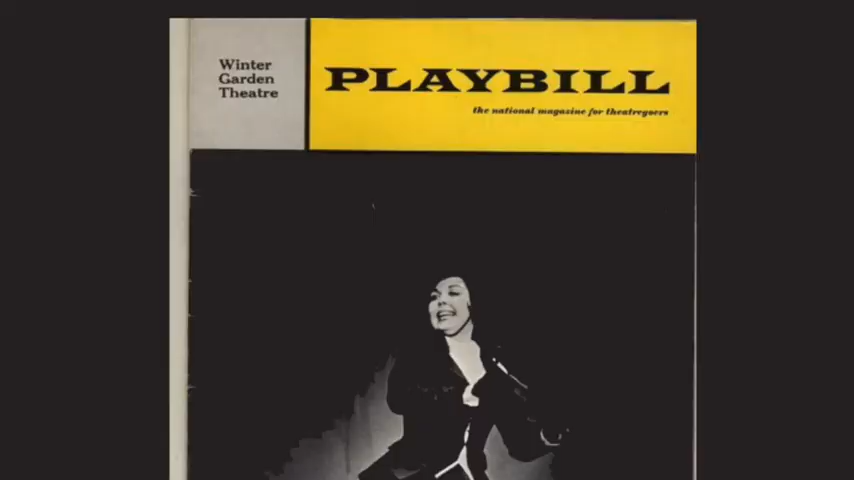 Winter
Garden
Theatre
PLAYBILL
the national magazine for theatregoers